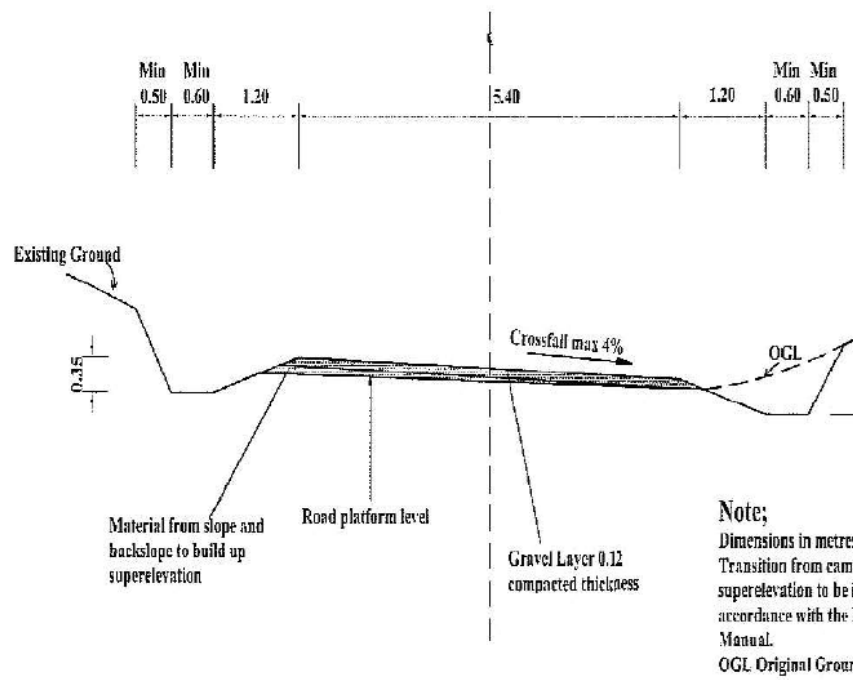 ℄
Min Min
0.50 0.60 1.20 5.40 1.20
Min Min
0.60 0.50
Existing Ground
Crossfall max 4%
OGL
Material from slope and
backslope to build up
superelevation
Road platform level
Gravel Layer 0.12
compacted thickness
Note;
Dimensions in metres
Transition from cam
superelevation to be i
accordance with the
Manual.
OGL Original Groun